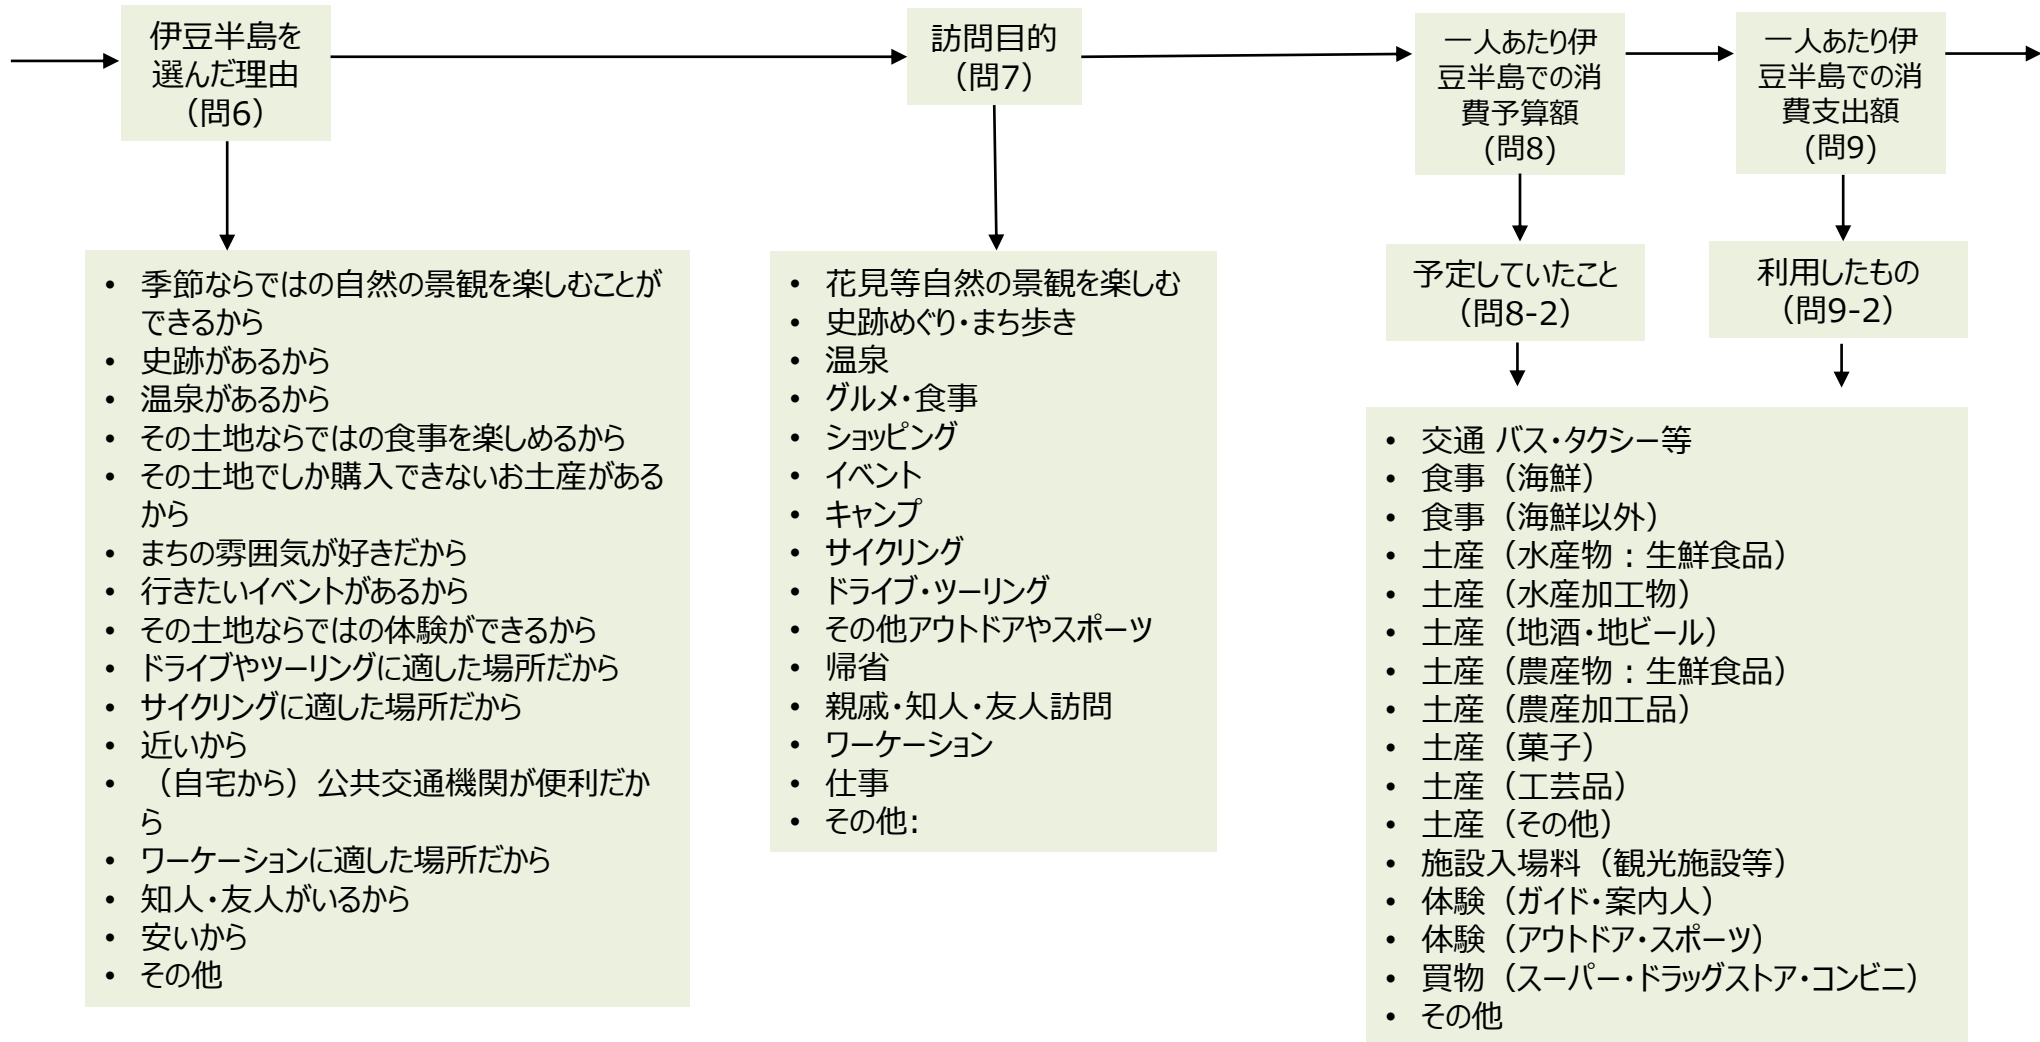 伊豆半島を
選んだ理由
（問6）
訪問目的
（問7）
一人あたり伊
豆半島での消
費予算額
(問8)
一人あたり伊
豆半島での消
費支出額
(問9)
予定していたこと
（問8-2）
利用したもの
（問9-2）
• 季節ならではの自然の景観を楽しむことが
できるから
• 史跡があるから
• 温泉があるから
• その土地ならではの食事を楽しめるから
• その土地でしか購入できないお土産がある
から
• まちの雰囲気が好きだから
• 行きたいイベントがあるから
• その土地ならではの体験ができるから
• ドライブやツーリングに適した場所だから
• サイクリングに適した場所だから
• 近いから
• （自宅から）公共交通機関が便利だか
ら
• ワーケーションに適した場所だから
• 知人・友人がいるから
• 安いから
• その他
• 花見等自然の景観を楽しむ
• 史跡めぐり・まち歩き
• 温泉
• グルメ・食事
• ショッピング
• イベント
• キャンプ
• サイクリング
• ドライブ・ツーリング
• その他アウトドアやスポーツ
• 帰省
• 親戚・知人・友人訪問
• ワーケーション
• 仕事
• その他:
• 交通 バス・タクシー等
• 食事（海鮮）
• 食事（海鮮以外）
• 土産（水産物：生鮮食品）
• 土産（水産加工物）
• 土産（地酒・地ビール）
• 土産（農産物：生鮮食品）
• 土産（農産加工品）
• 土産（菓子）
• 土産（工芸品）
• 土産（その他）
• 施設入場料（観光施設等）
• 体験（ガイド・案内人）
• 体験（アウトドア・スポーツ）
• 買物（スーパー・ドラッグストア・コンビニ）
• その他